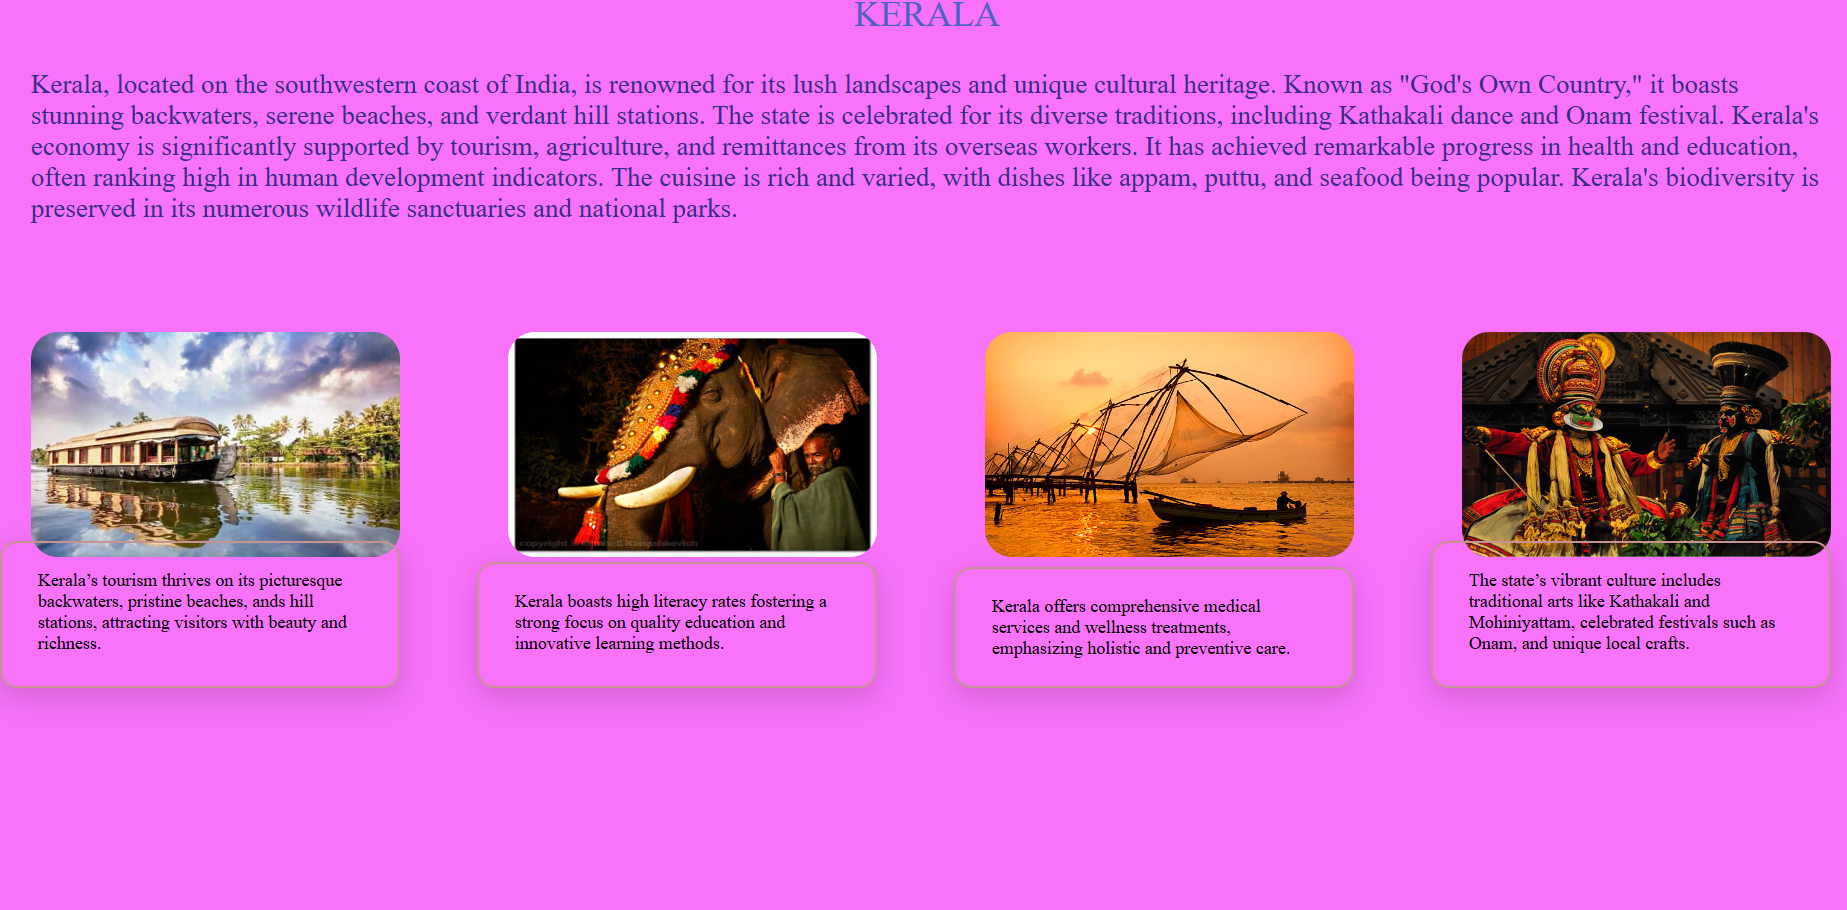 KERALA
Kerala, located on the southwestern coast of India, is renowned for its lush landscapes and unique cultural heritage. Known as "God's Own Country," it boasts
stunning backwaters, serene beaches, and verdant hill stations. The state is celebrated for its diverse traditions, including Kathakali dance and Onam festival. Kerala's
economy is significantly supported by tourism, agriculture, and remittances from its overseas workers. It has achieved remarkable progress in health and education,
often ranking high in human development indicators. The cuisine is rich and varied, with dishes like appam, puttu, and seafood being popular. Kerala's biodiversity is
preserved in its numerous wildlife sanctuaries and national parks.
copyright
Kerala’s tourism thrives on its picturesque
backwaters, pristine beaches, ands hill
stations, attracting visitors with beauty and
richness.
Kerala boasts high literacy rates fostering a
strong focus on quality education and
innovative learning methods.
Kerala offers comprehensive medical
services and wellness treatments,
emphasizing holistic and preventive care.
The state’s vibrant culture includes
traditional arts like Kathakali and
Mohiniyattam, celebrated festivals such as
Onam, and unique local crafts.